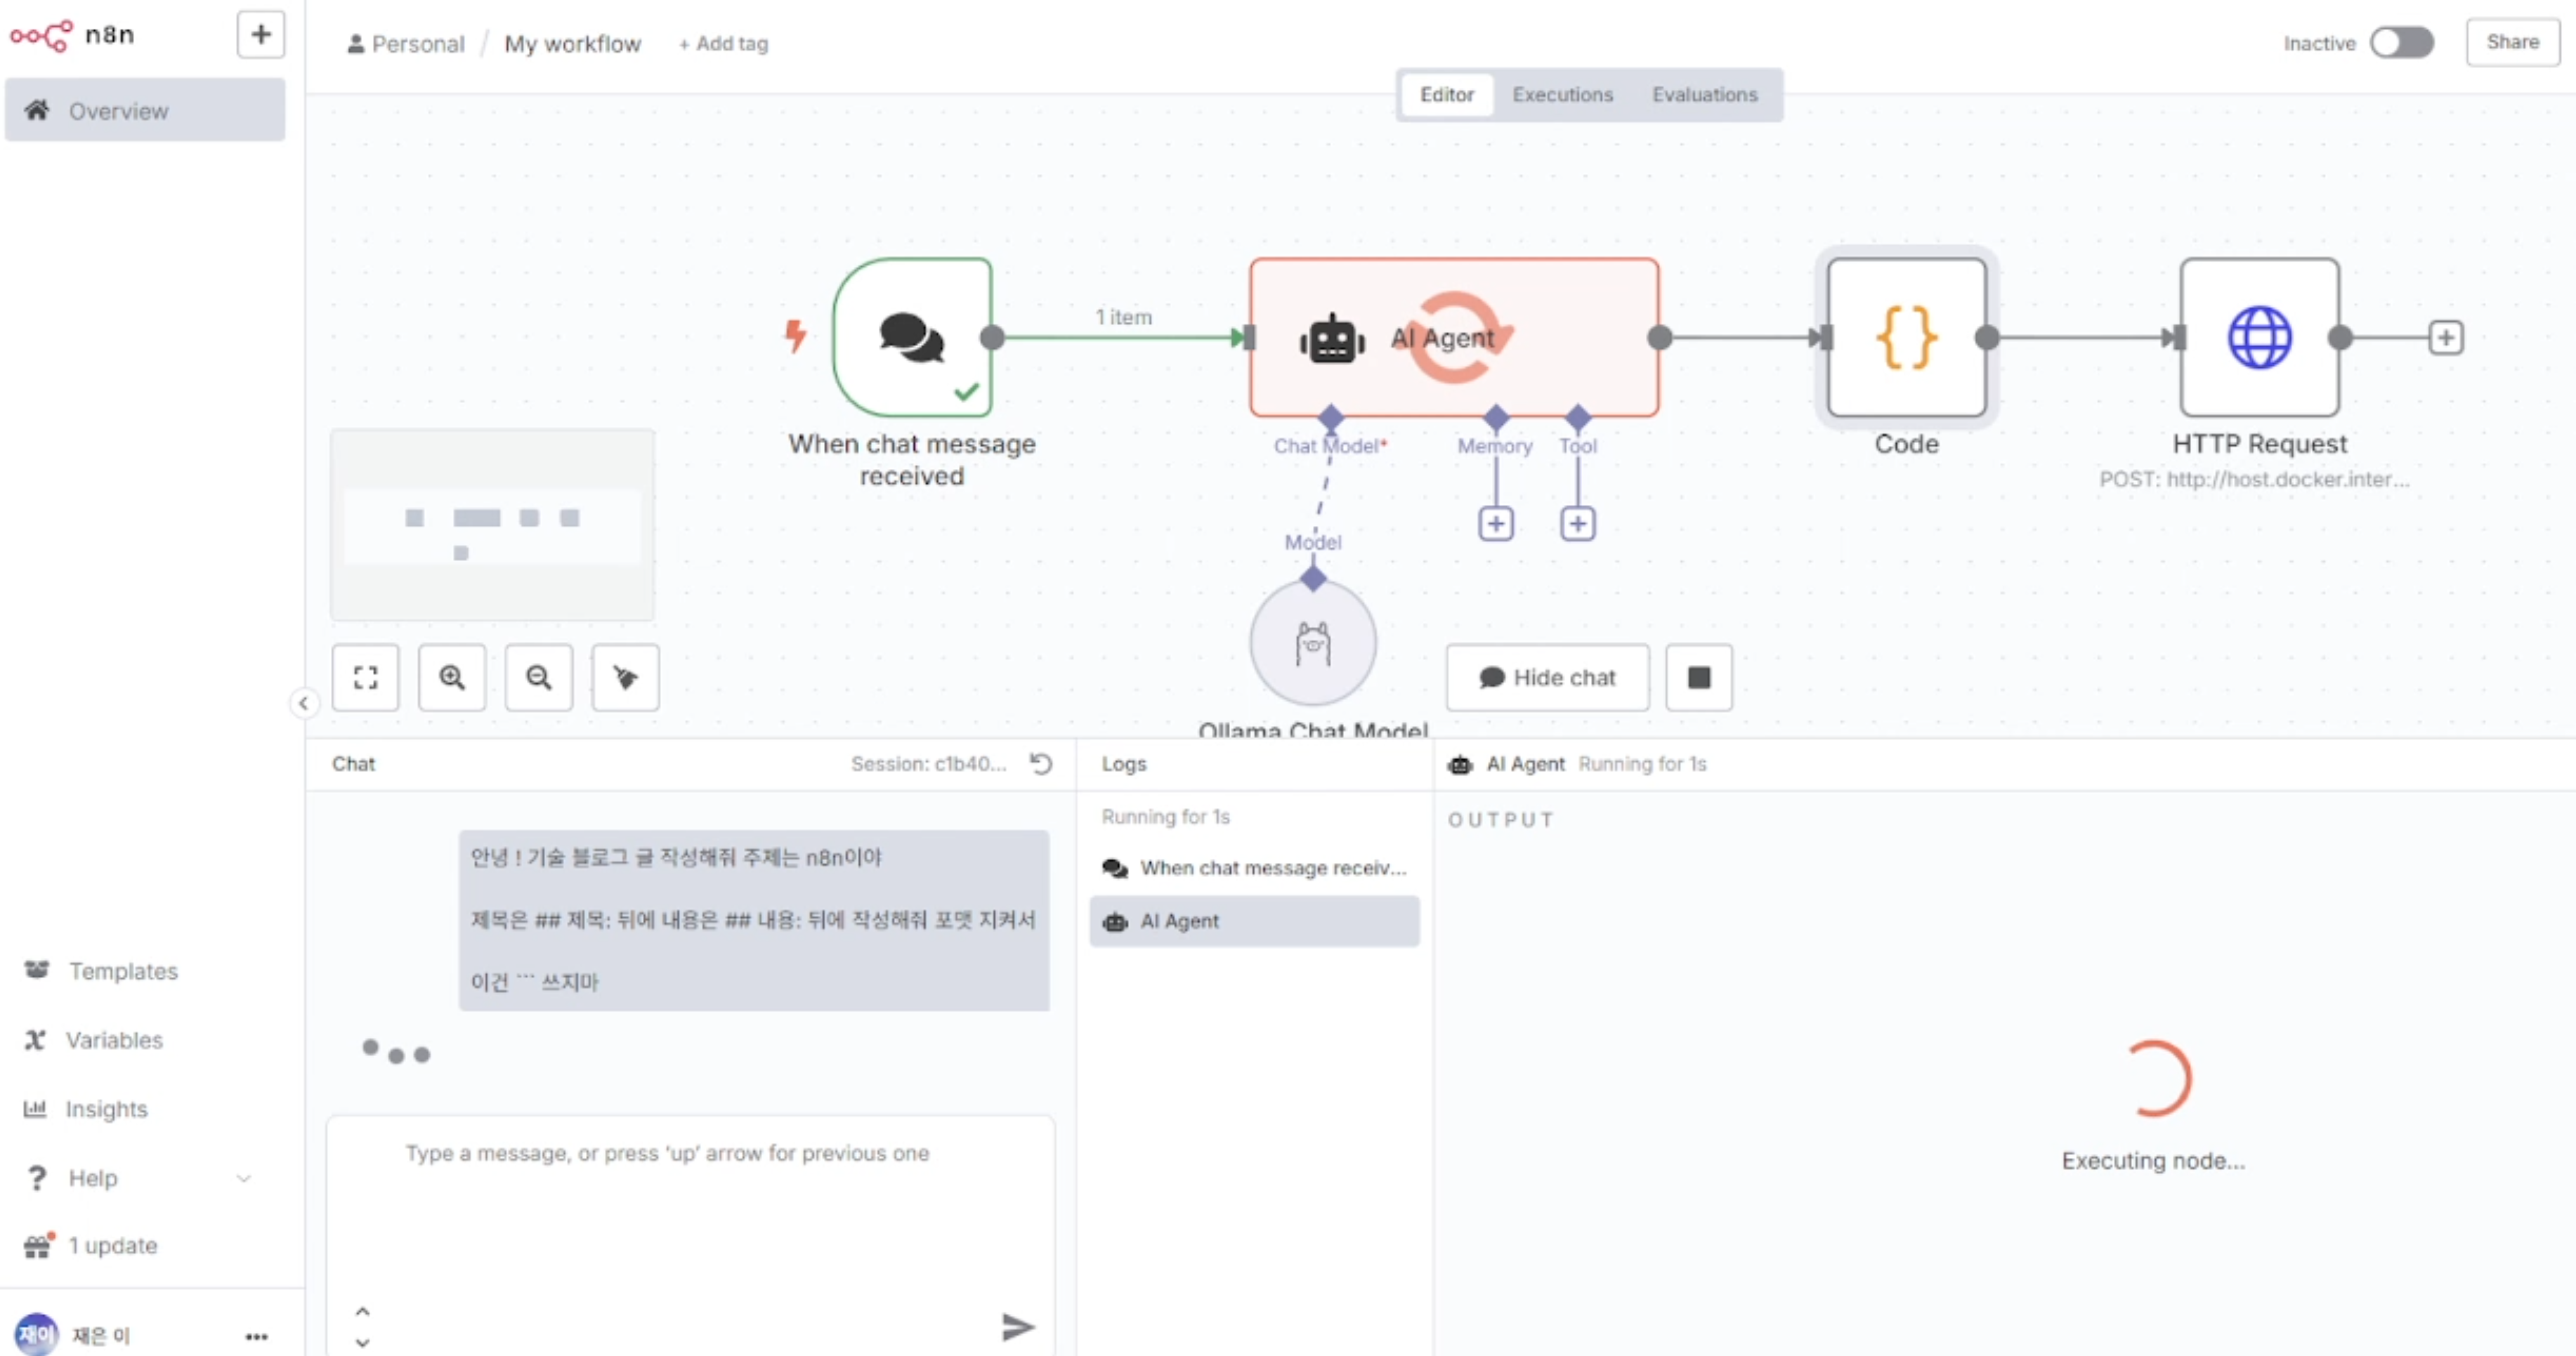 n8n
Personal / My workflow + Add tag
Inactive
Share
Overview
Editor Executions Evaluations
1 item
AI Agent
When chat message
received
Chat Model*
Memory
Tool
Code
HTTP Request
POST: http://host.docker.inter...
Model
Hide chat
Ollama Chat Model
Chat
Session: c1b40...
Logs
AI Agent Running for 1s
Running for 1s
OUTPUT
안녕 ! 기술 블로그 글 작성해줘 주제는 n8n이야
제목은 ## 제목: 뒤에 내용은 ## 내용: 뒤에 작성해줘 포맷 지켜서
이건 ``` 쓰지마
When chat message receiv...
AI Agent
Type a message, or press 'up' arrow for previous one
Executing node...
Templates
Variables
Insights
Help
1 update
재이 재은 이